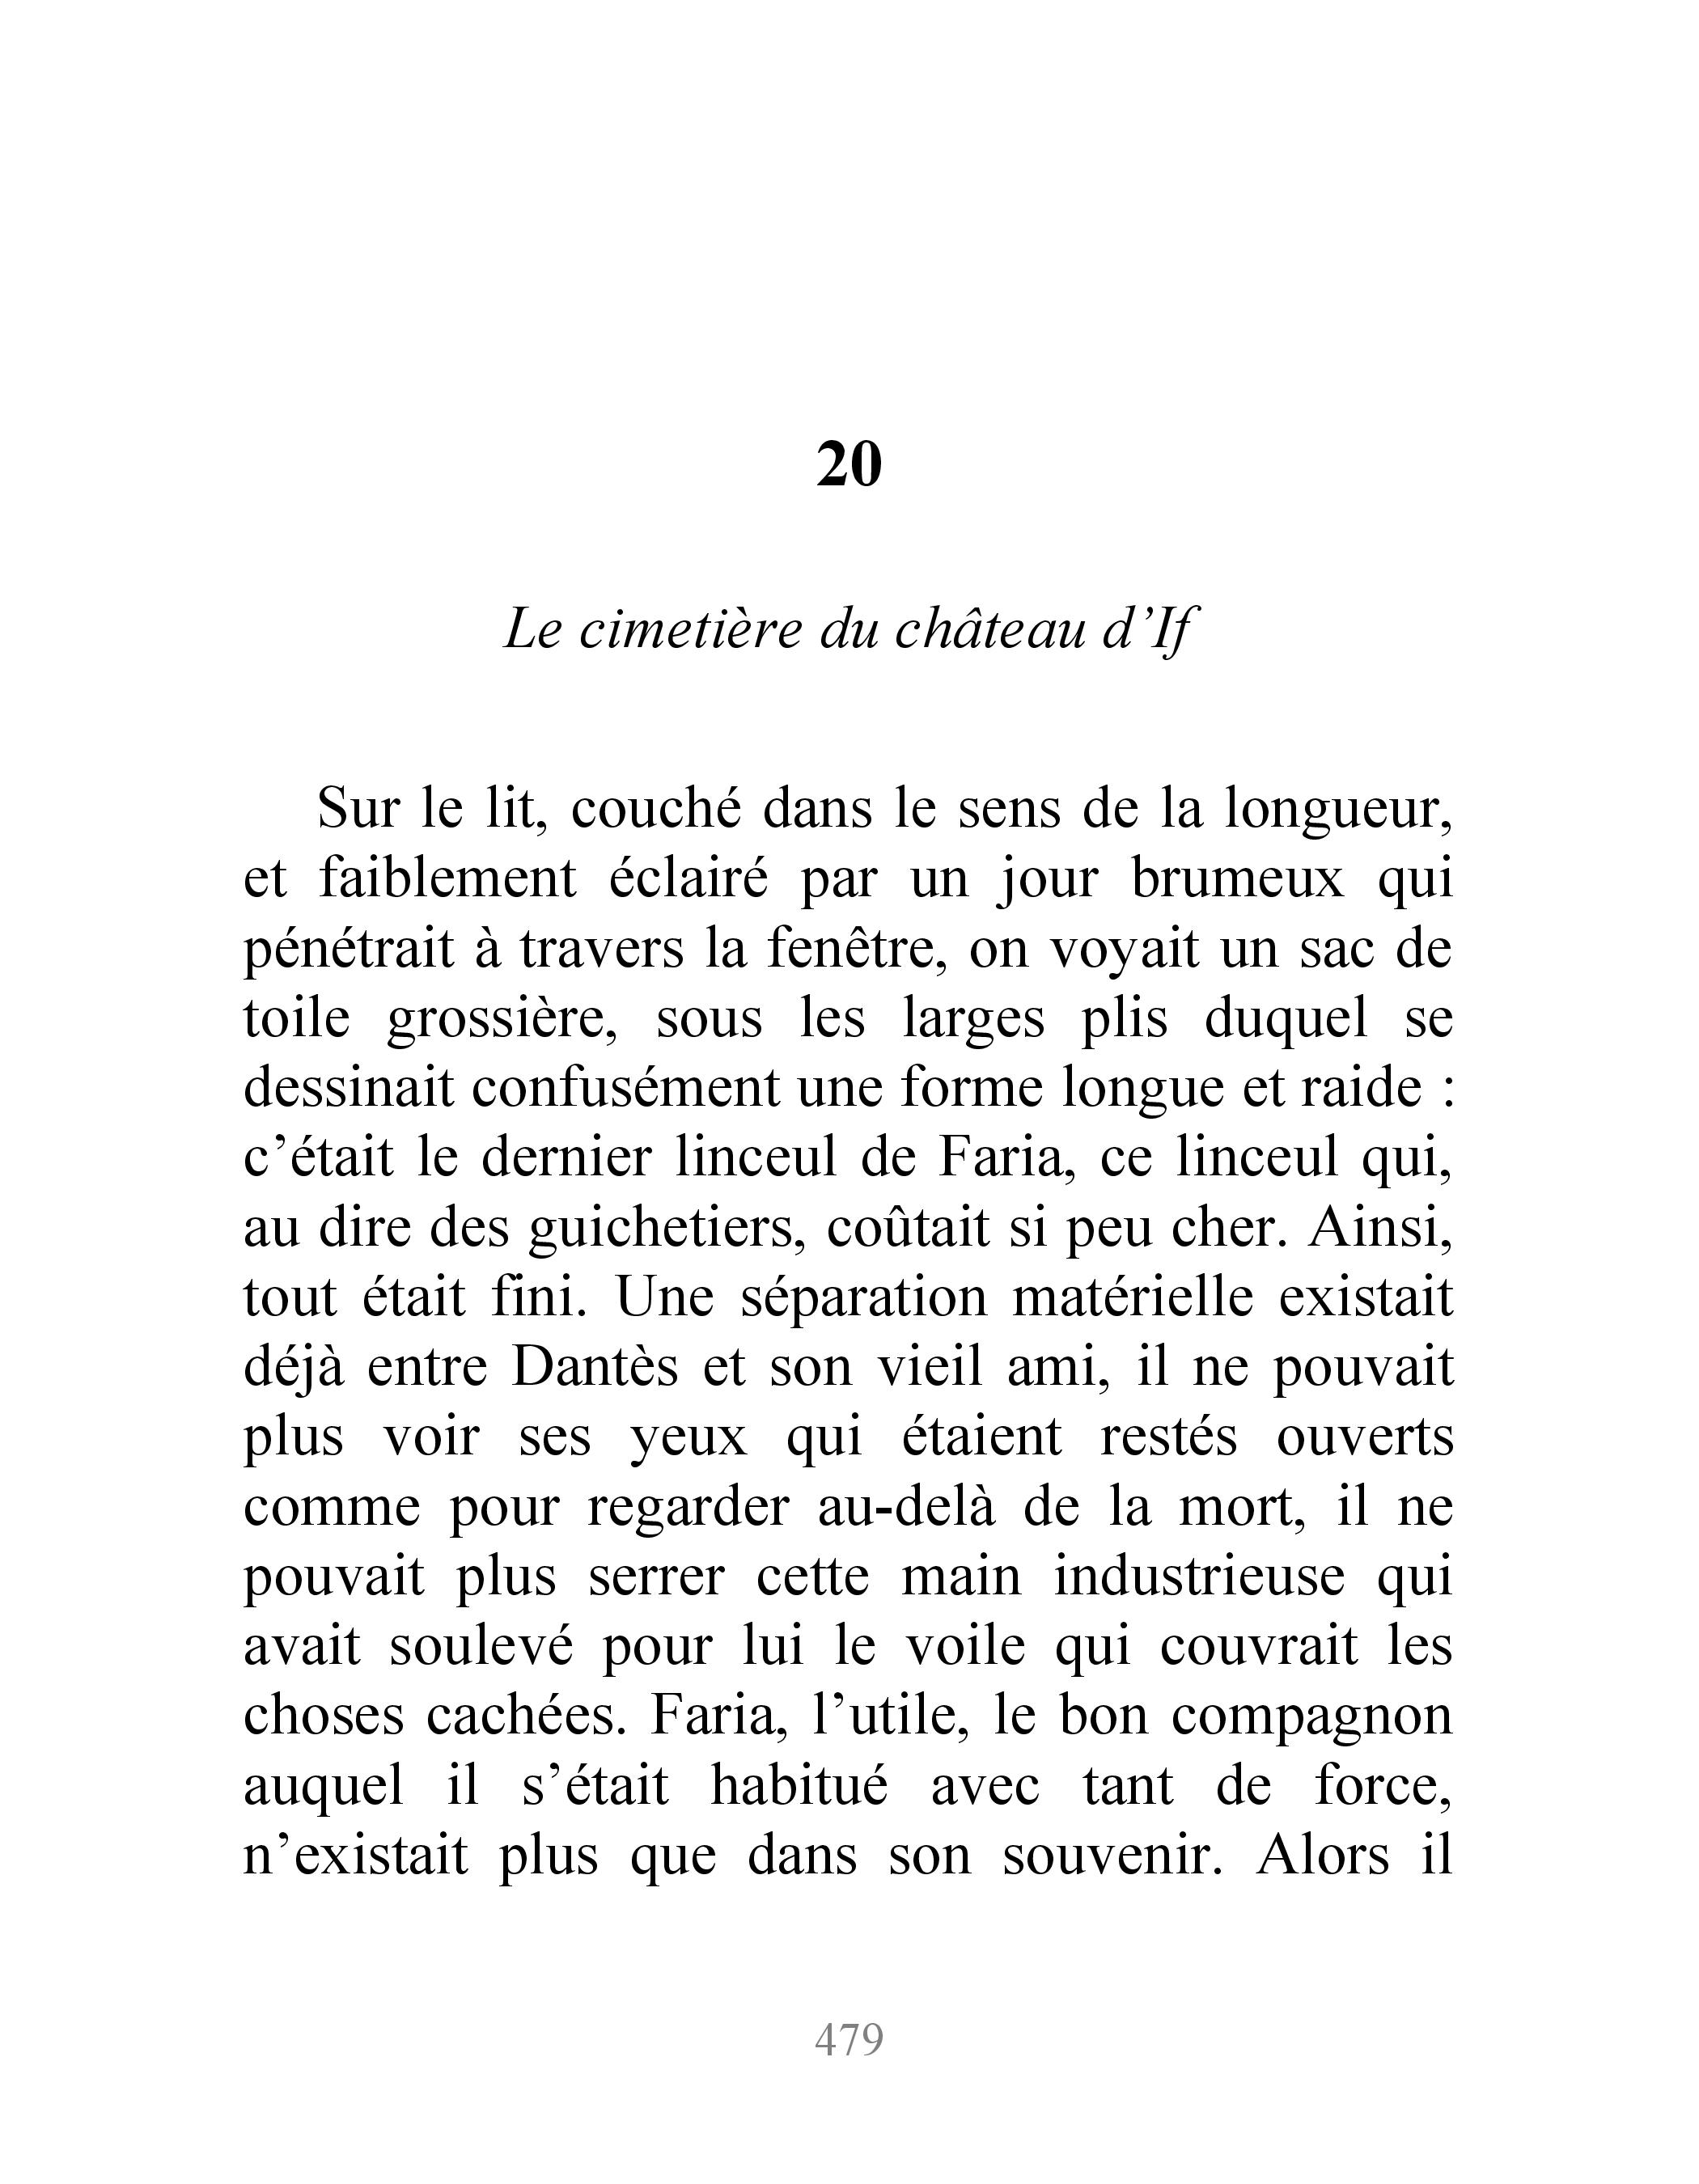 20
Le cimetière du château d’If
Sur le lit, couché dans le sens de la longueur,
et faiblement éclairé par un jour brumeux qui
pénétrait à travers la fenêtre, on voyait un sac de
toile grossière, sous les larges plis duquel se
dessinait confusément une forme longue et raide :
c’était le dernier linceul de Faria, ce linceul qui,
au dire des guichetiers, coûtait si peu cher. Ainsi,
tout était fini. Une séparation matérielle existait
déjà entre Dantès et son vieil ami, il ne pouvait
plus voir ses yeux qui étaient restés ouverts
comme pour regarder au-delà de la mort, il ne
pouvait plus serrer cette main industrieuse qui
avait soulevé pour lui le voile qui couvrait les
choses cachées. Faria, l’utile, le bon compagnon
auquel il s’était habitué avec tant de force,
n’existait plus que dans son souvenir. Alors il
479